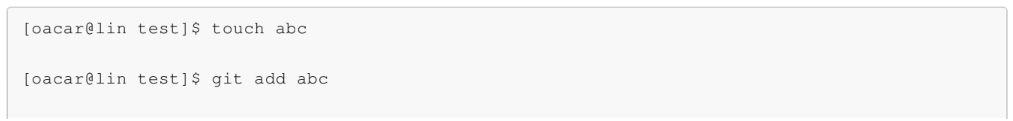 [oacar@lin test]$ touch abc
[oacar@lin test]$ git add abc